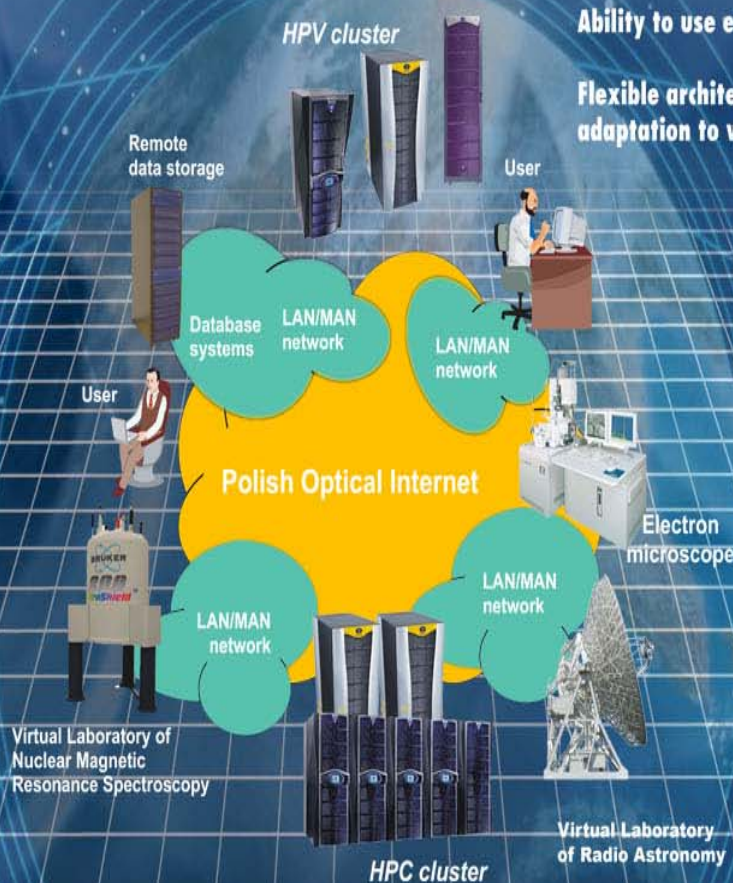 HPV cluster
Ability to use
Flexible
adaptation to
Remote
data storage
User
Database
systems
LAN/MAN
network
LAN/MAN
network
User
Polish Optical Internet
Electron
microscope
BRUKER
LAN/MAN
network
LAN/MAN
network
Virtual Laboratory of
Nuclear Magnetic
Resonance Spectroscopy
Virtual Laboratory
of Radio Astronomy
HPC cluster